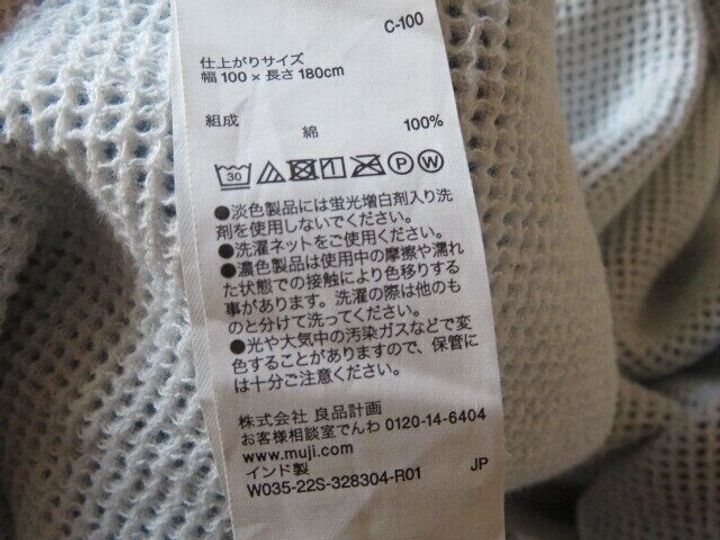 C-100
仕上がりサイズ
幅 100 × 長さ 180cm
組成 綿 100%
30
●淡色製品には蛍光増白剤入り洗
剤を使用しないでください。
●洗濯ネットをご使用ください。
●濃色製品は使用中の摩擦や濡れ
た状態での接触により色移りする
事があります。洗濯の際は他のも
のと分けて洗ってください。
●光や大気中の汚染ガスなどで変
色することがありますので、保管に
は十分ご注意ください。
株式会社 良品計画
お客様相談室でんわ 0120-14-6404
www.muji.com
インド製
W035-22S-328304-R01 JP